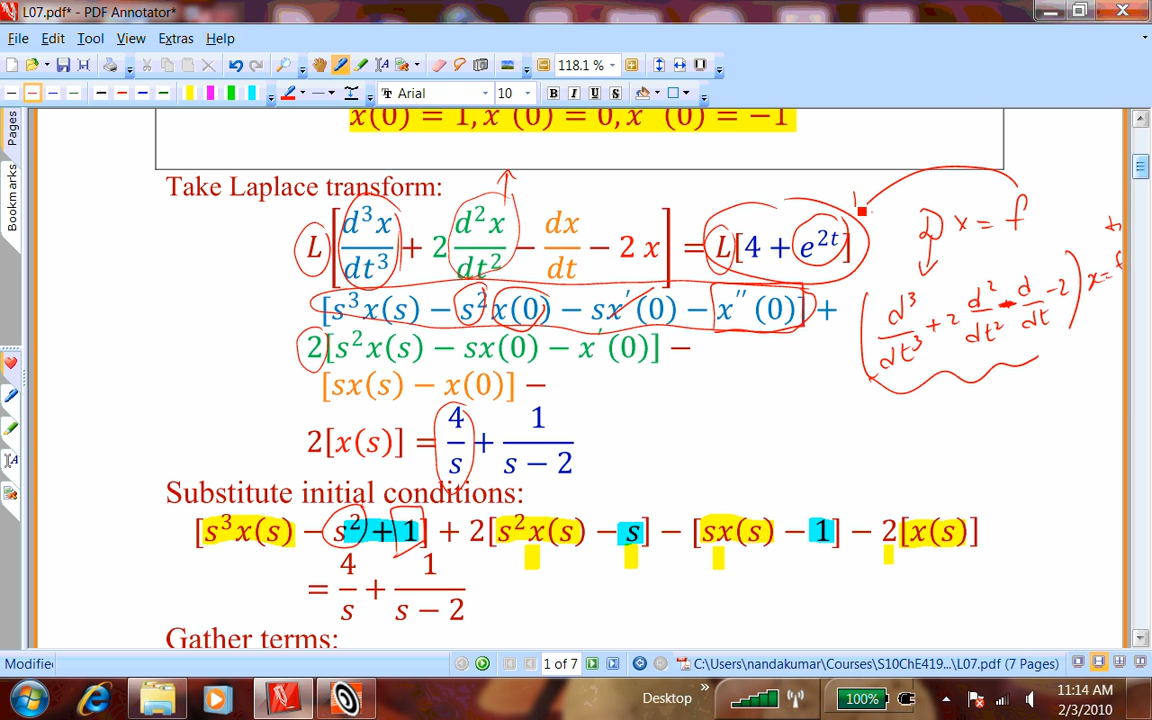 L07.pdf* - PDF Annotator*
File Edit Tool View Extras Help
118.1 %
Arial 10 B I U S
Pages
Bookmarks
x(0) = 1, x (0) = 0, x (0) = −1
Take Laplace transform:
L[d³x/dt³ + 2 d²x/dt² − dx/dt − 2 x] = L[4 + e²ᵗ]
D x = f
[s³x(s) − s²x(0) − sx′(0) − x″(0)] +
(d³/dt³ + 2 d²/dt² - d/dt - 2) x = f
2[s²x(s) − sx(0) − x′(0)] −
[sx(s) − x(0)] −
2[x(s)] = 4/s + 1/(s − 2)
Substitute initial conditions:
[s³x(s) − s² + 1] + 2[s²x(s) − s] − [sx(s) − 1] − 2[x(s)]
= 4/s + 1/(s − 2)
Gather terms:
Modified
1 of 7
C:\Users\nandakumar\Courses\S10ChE419...\L07.pdf (7 Pages)
Desktop
100%
11:14 AM
2/3/2010